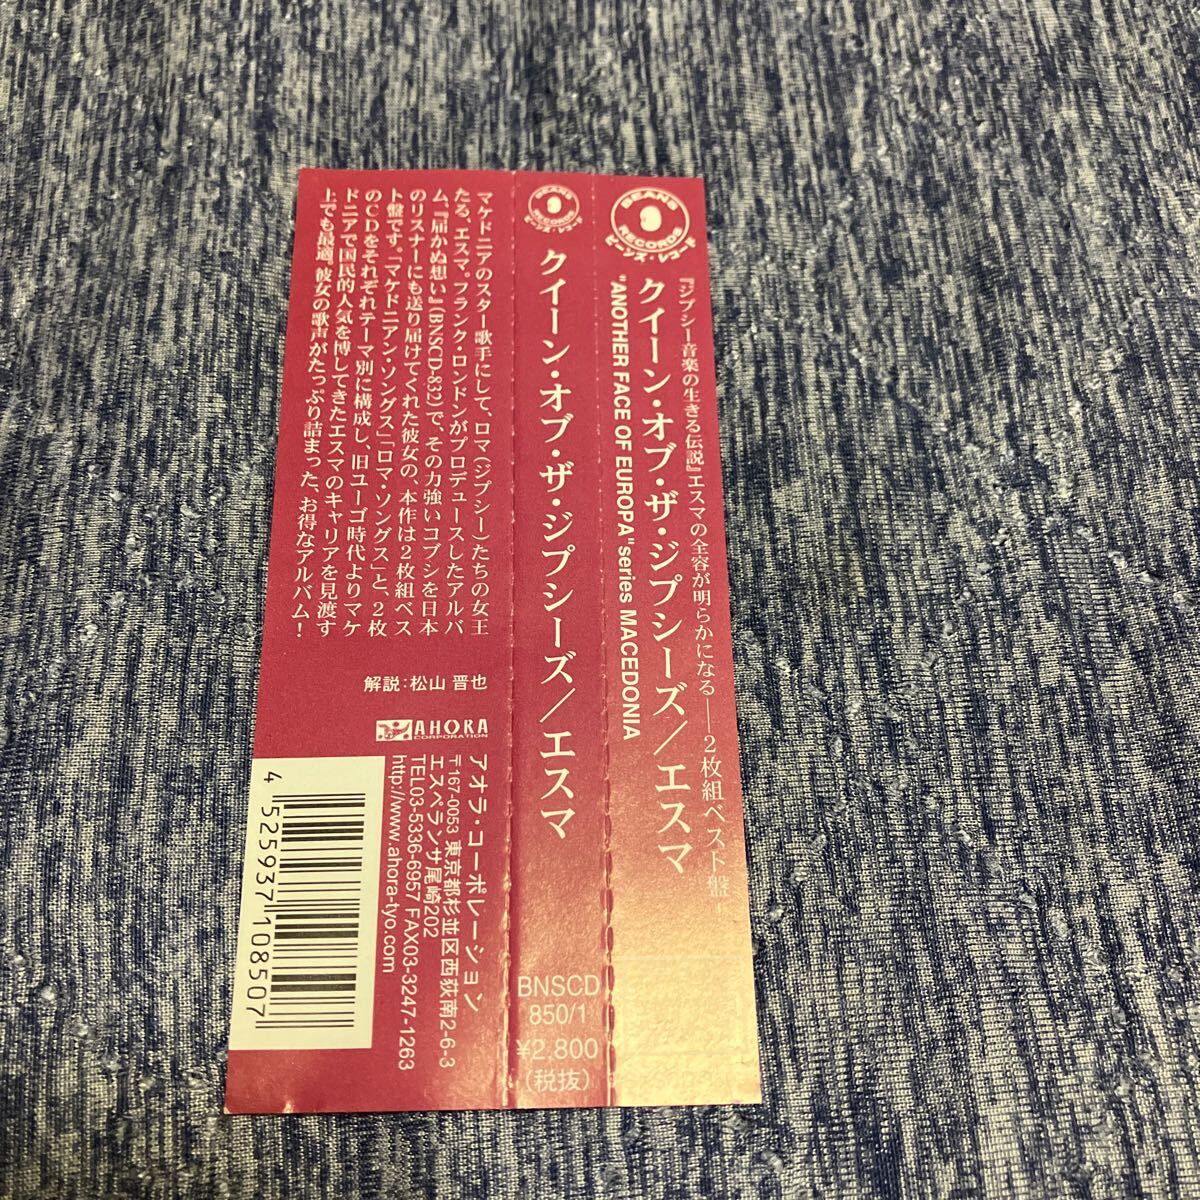 BEANS
RECORDS
ビーンズ・レコード
『ジプシー音楽の生きる伝説』エスマの全容が明らかになる——2枚組ベスト盤!
クイーン・オブ・ザ・ジプシーズ/エスマ
"ANOTHER FACE OF EUROPA"series MACEDONIA
BEANS
RECORDS
ビーンズ・レコード
クイーン・オブ・ザ・ジプシーズ/エスマ
BNSCD
850/1
¥2,800
(税抜)
マケドニアのスター歌手にして、ロマ(ジプシー)たちの女王
たる、エスマ。フランク・ロンドンがプロデュースしたアルバ
ム、『届かぬ想い』(BNSCD-832)で、その力強いコブシを日本
のリスナーにも送り届けてくれた彼女の、本作は2枚組ベス
ト盤です。「マケドニアン・ソングス」「ロマ・ソングス」と、2枚
のCDをそれぞれテーマ別に構成し、旧ユーゴ時代よりマケ
ドニアで国民的人気を博してきたエスマのキャリアを見渡す
上でも最適。彼女の歌声がたっぷり詰まった、お得なアルバム!
解説:松山 晋也
AHORA
CORPORATION
アオラ・コーポレーション
〒167-0053 東京都杉並区西荻南2-6-3
エスペランサ尾崎202
TEL03-5336-6957 FAX03-3247-1263
http://www.ahora-tyo.com
4 525937 108507